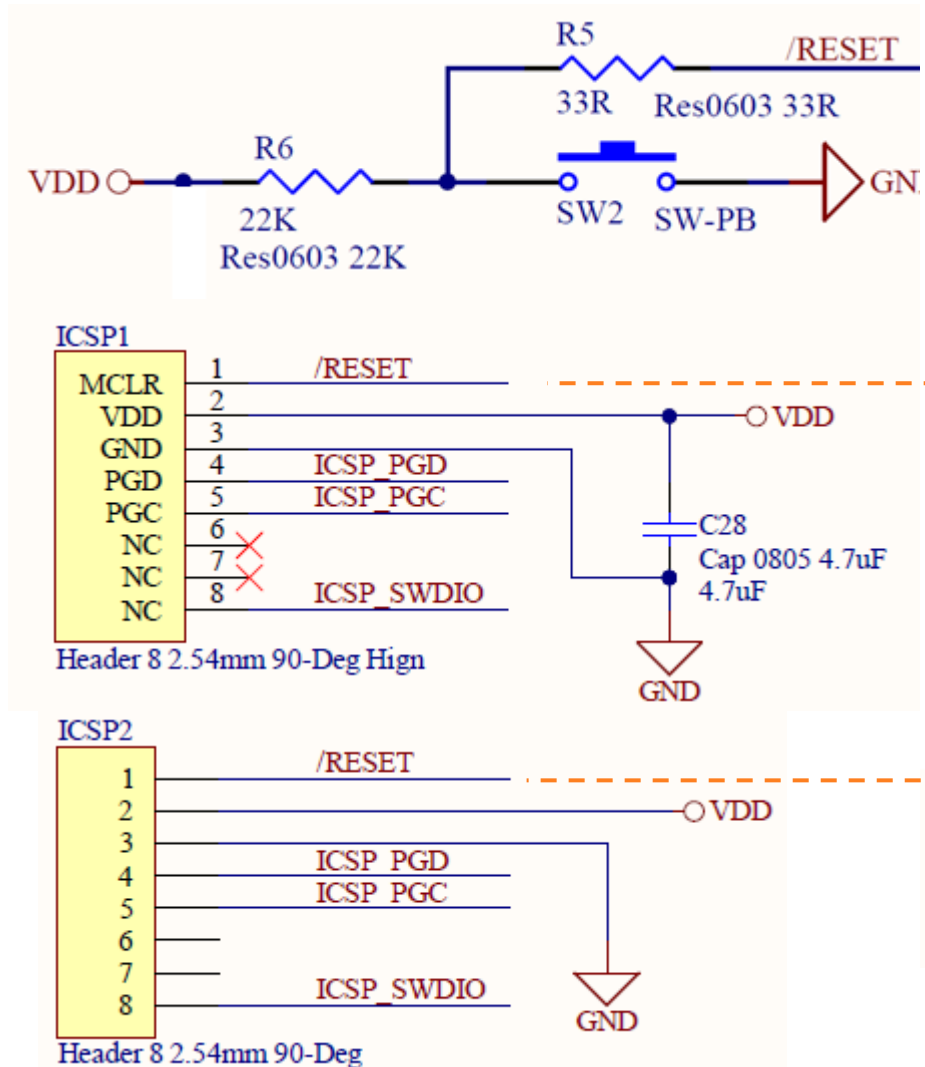 R5
/RESET
33R
Res0603 33R
R6
VDD
GN
22K
SW2
SW-PB
Res0603 22K
ICSP1
MCLR 1 /RESET
VDD 2 VDD
GND 3
PGD 4 ICSP_PGD
PGC 5 ICSP_PGC
NC 6
NC 7
NC 8 ICSP_SWDIO
C28
Cap 0805 4.7uF
4.7uF
Header 8 2.54mm 90-Deg Hign
GND
ICSP2
1 /RESET
2 VDD
3
4 ICSP_PGD
5 ICSP_PGC
6
7
8 ICSP_SWDIO
GND
Header 8 2.54mm 90-Deg